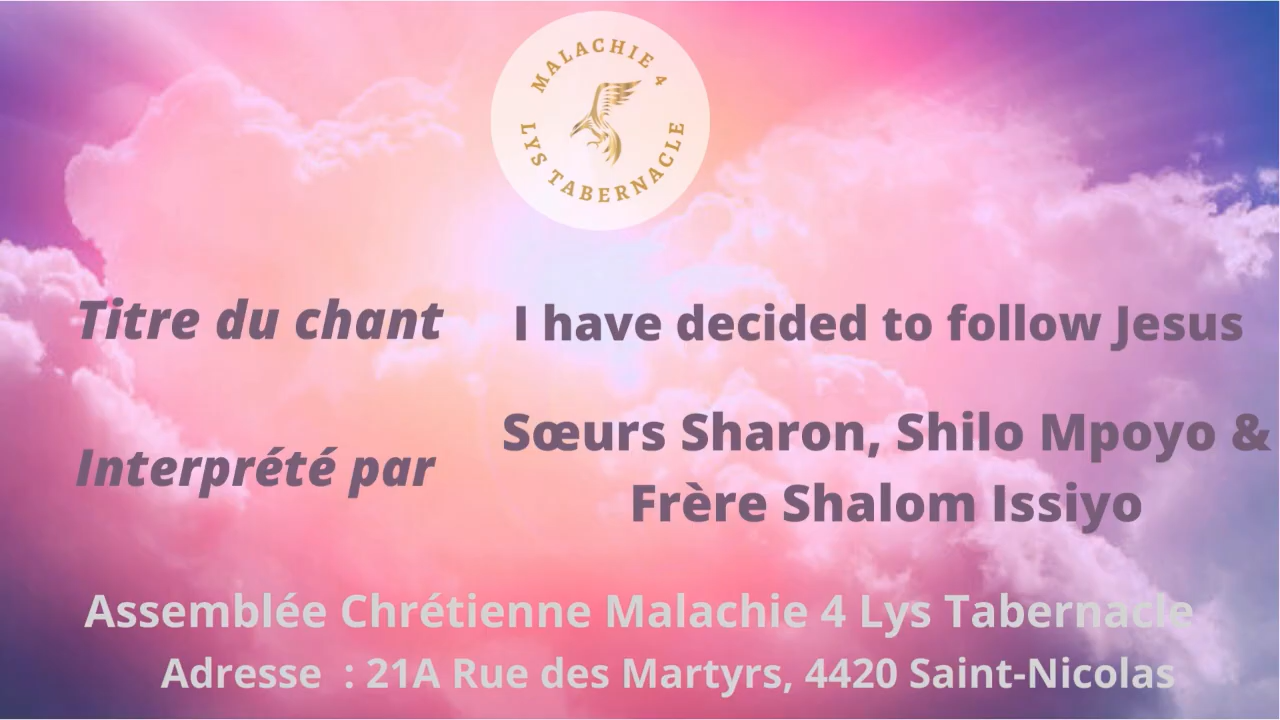 MALACHIE 4
LYS TABERNACLE
Titre du chant
I have decided to follow Jesus
Interprété par
Sœurs Sharon, Shilo Mpoyo &
Frère Shalom Issiyo
Assemblée Chrétienne Malachie 4 Lys Tabernacle
Adresse : 21A Rue des Martyrs, 4420 Saint-Nicolas